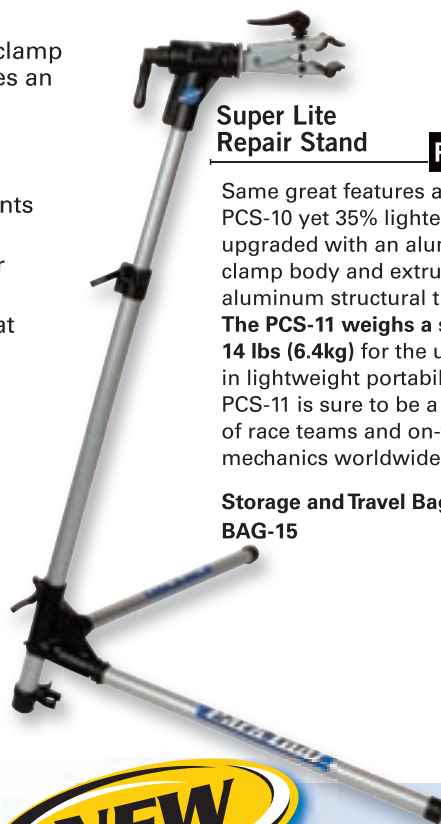 clamp
es an
nts
r
at
Super Lite
Repair Stand
Same great features a
PCS-10 yet 35% lighte
upgraded with an alu
clamp body and extru
aluminum structural t
The PCS-11 weighs a s
14 lbs (6.4kg) for the u
in lightweight portabil
PCS-11 is sure to be a
of race teams and on-
mechanics worldwide
Storage and Travel Bag
BAG-15
Park Tool
NEW